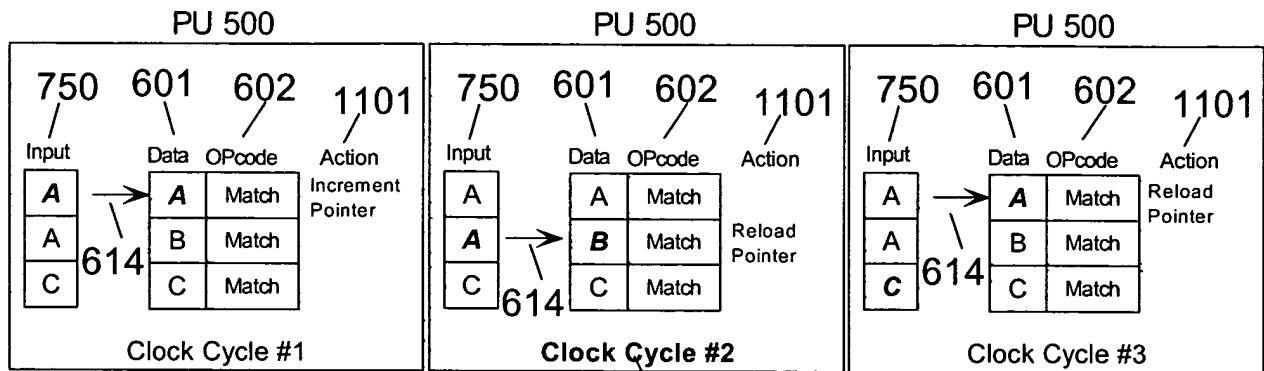 PU 500
750 601 602 1101
Input Data OPcode Action
A A Match Increment
Pointer
A B Match
614
C C Match
Clock Cycle #1
PU 500
750 601 602 1101
Input Data OPcode Action
A A Match
A B Match Reload
Pointer
C C Match
614
Clock Cycle #2
PU 500
750 601 602 1101
Input Data OPcode Action
A A Match Reload
Pointer
A B Match
614
C C Match
Clock Cycle #3